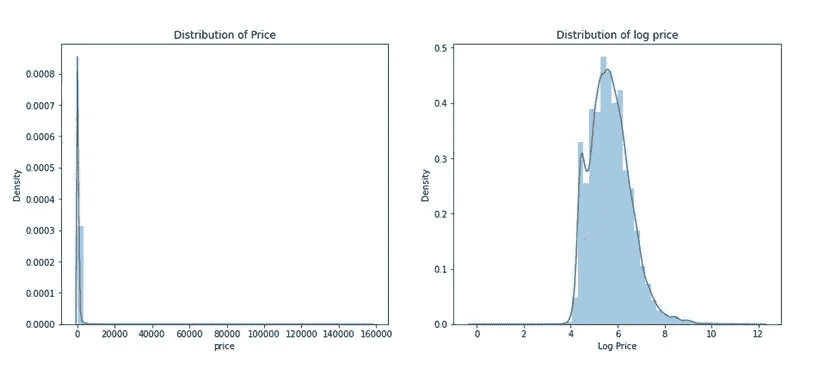 Distribution of Price
Density
0.0008
0.0007
0.0006
0.0005
0.0004
0.0003
0.0002
0.0001
0.0000
0 20000 40000 60000 80000 100000 120000 140000 160000
price
Distribution of log price
Density
0.5
0.4
0.3
0.2
0.1
0.0
0 2 4 6 8 10 12
Log Price